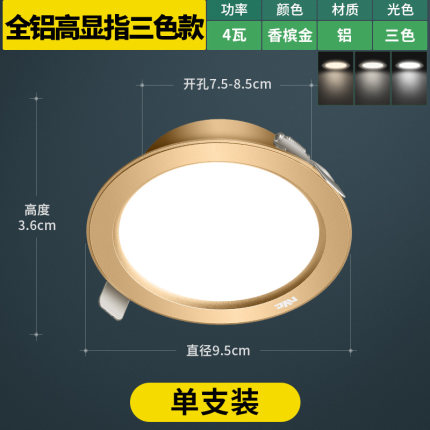 全铝高显指三色款
功率 颜色 材质 光色
4瓦 香槟金 铝 三色
开孔7.5-8.5cm
高度
3.6cm
nvc
直径9.5cm
单支装